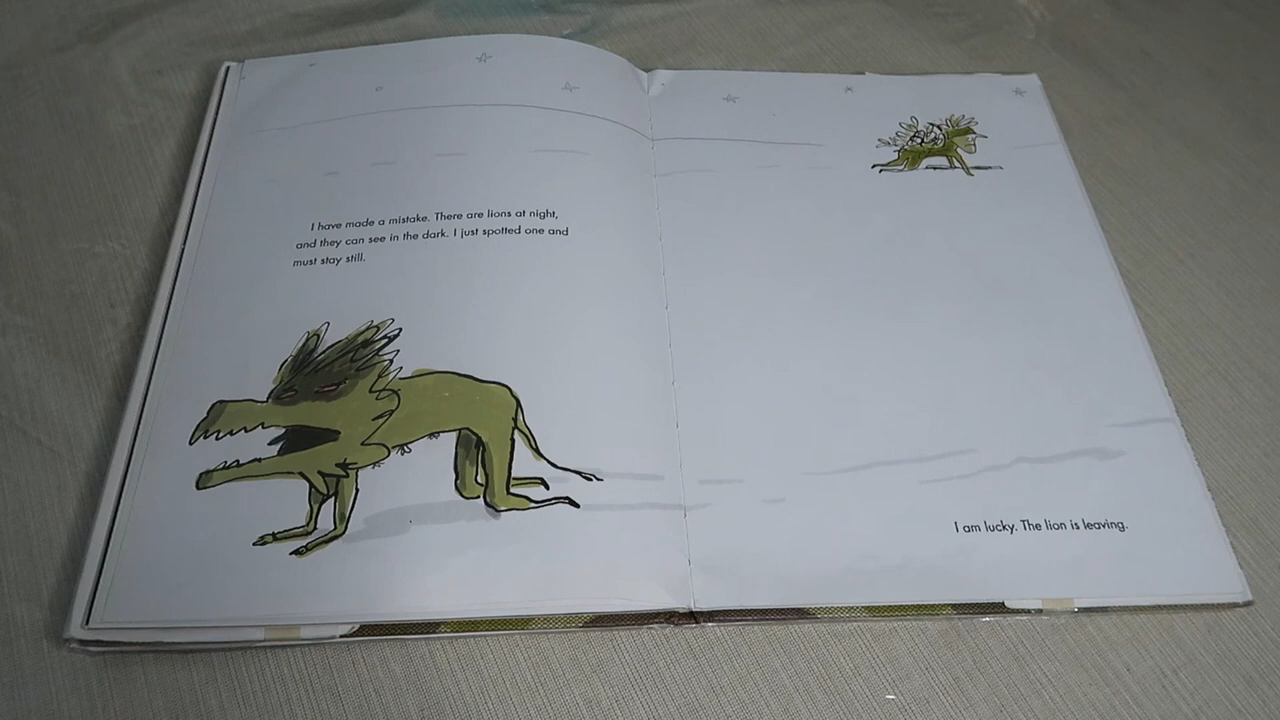 I have made a mistake. There are lions at night,
and they can see in the dark. I just spotted one and
must stay still.
I am lucky. The lion is leaving.